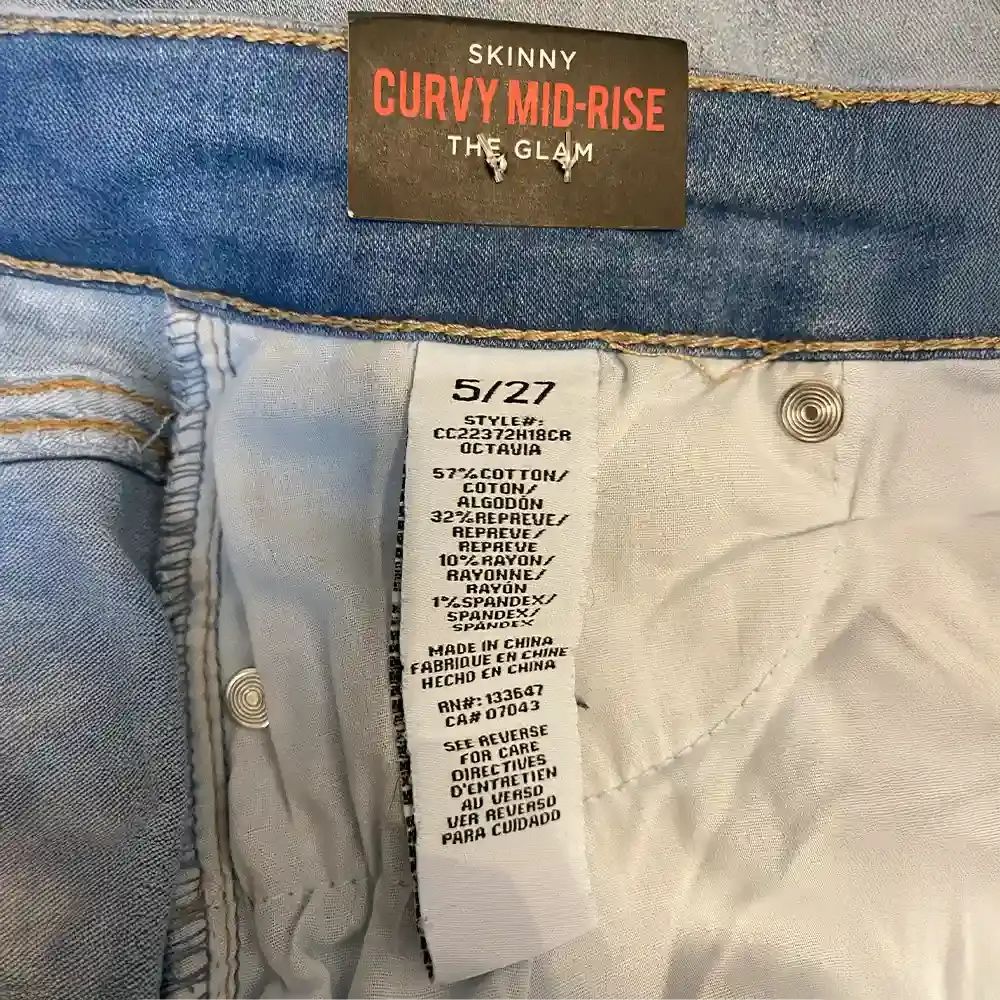 SKINNY
CURVY MID-RISE
THE GLAM
5/27
STYLE#:
CC22372H18CR
OCTAVIA
57%COTTON/
COTON/
ALGODÓN
32%REPREVE/
REPREVE/
REPREVE
10%RAYON/
RAYONNE/
RAYÓN
1%SPANDEX/
SPANDEX/
SPANDEX
MADE IN CHINA
FABRIQUE EN CHINE
HECHO EN CHINA
RN#: 133647
CA# 07043
SEE REVERSE
FOR CARE
DIRECTIVES
D'ENTRETIEN
AU VERSO
VER REVERSO
PARA CUIDADO